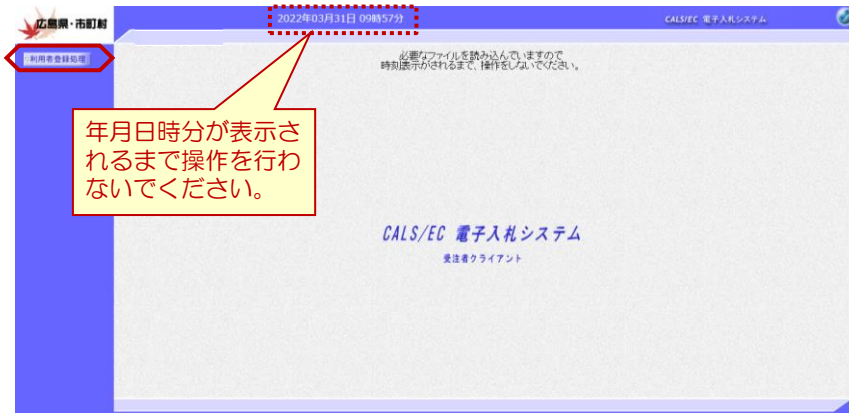 広島県・市町村
2022年03月31日 09時57分
CALS/EC 電子入札システム
利用者登録処理
必要なファイルを読み込んでいますので
時刻表示がされるまで、操作をしないでください。
年月日時分が表示さ
れるまで操作を行わ
ないでください。
CALS/EC 電子入札システム
受注者クライアント